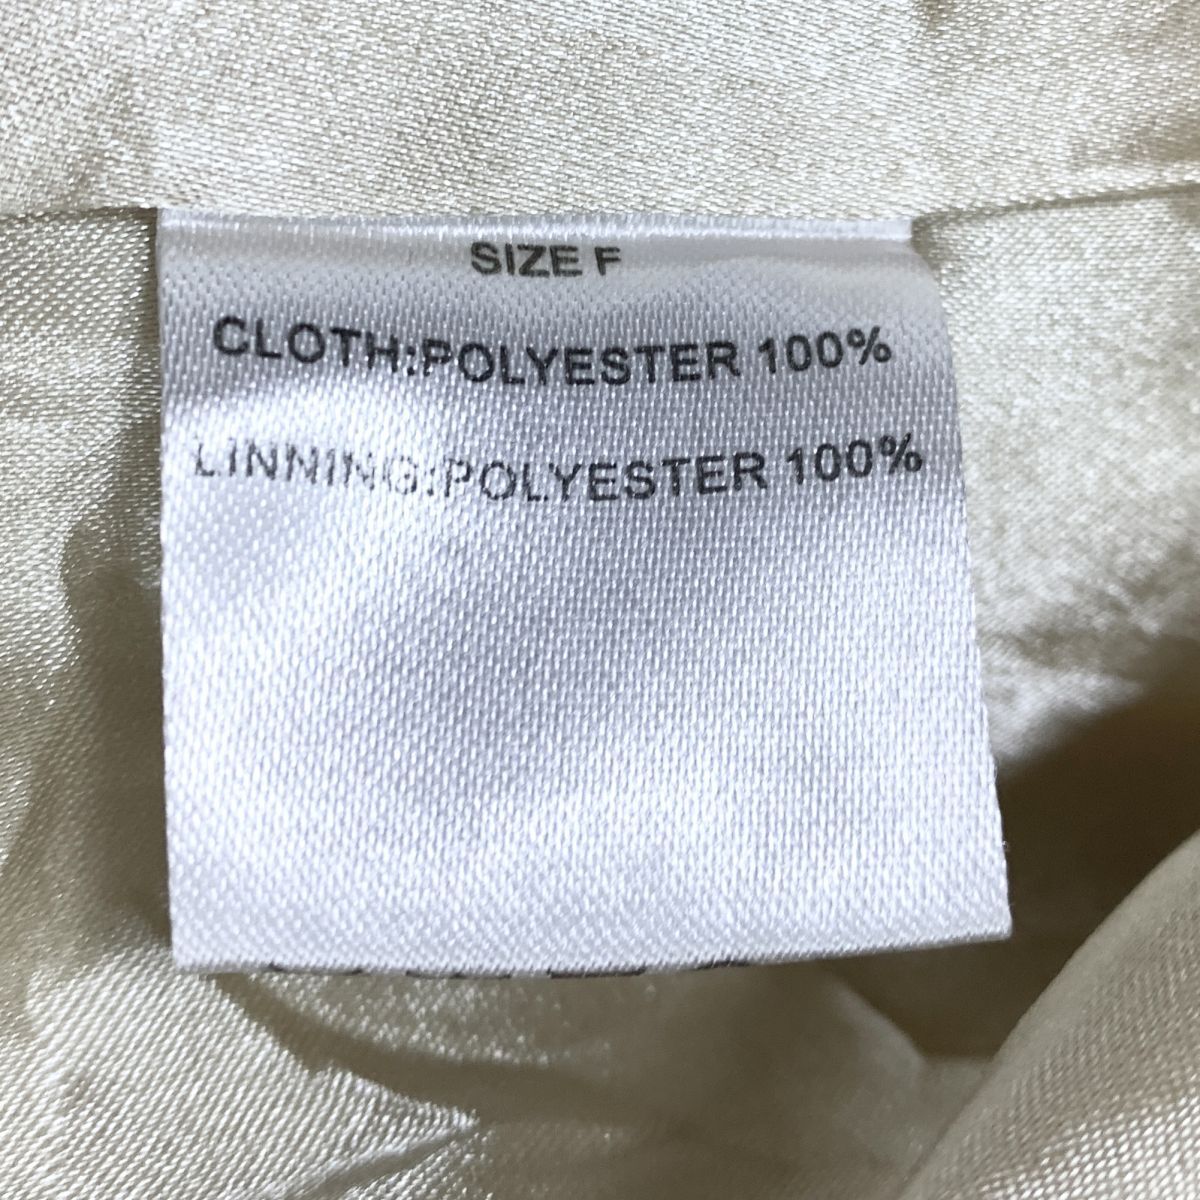 SIZE F
CLOTH:POLYESTER 100%
LINNING:POLYESTER 100%